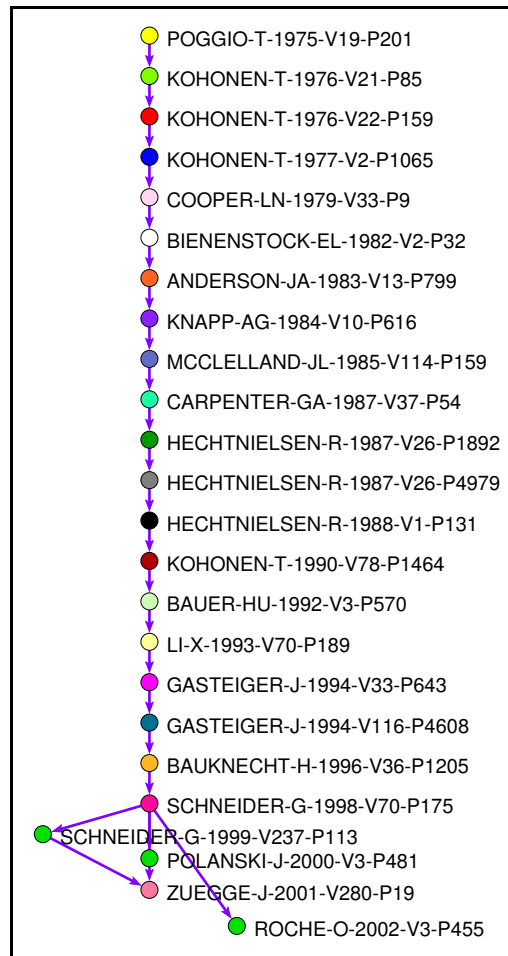 POGGIO-T-1975-V19-P201
KOHONEN-T-1976-V21-P85
KOHONEN-T-1976-V22-P159
KOHONEN-T-1977-V2-P1065
COOPER-LN-1979-V33-P9
BIENENSTOCK-EL-1982-V2-P32
ANDERSON-JA-1983-V13-P799
KNAPP-AG-1984-V10-P616
MCCLELLAND-JL-1985-V114-P159
CARPENTER-GA-1987-V37-P54
HECHTNIELSEN-R-1987-V26-P1892
HECHTNIELSEN-R-1987-V26-P4979
HECHTNIELSEN-R-1988-V1-P131
KOHONEN-T-1990-V78-P1464
BAUER-HU-1992-V3-P570
LI-X-1993-V70-P189
GASTEIGER-J-1994-V33-P643
GASTEIGER-J-1994-V116-P4608
BAUKNECHT-H-1996-V36-P1205
SCHNEIDER-G-1998-V70-P175
SCHNEIDER-G-1999-V237-P113
POLANSKI-J-2000-V3-P481
ZUEGGE-J-2001-V280-P19
ROCHE-O-2002-V3-P455